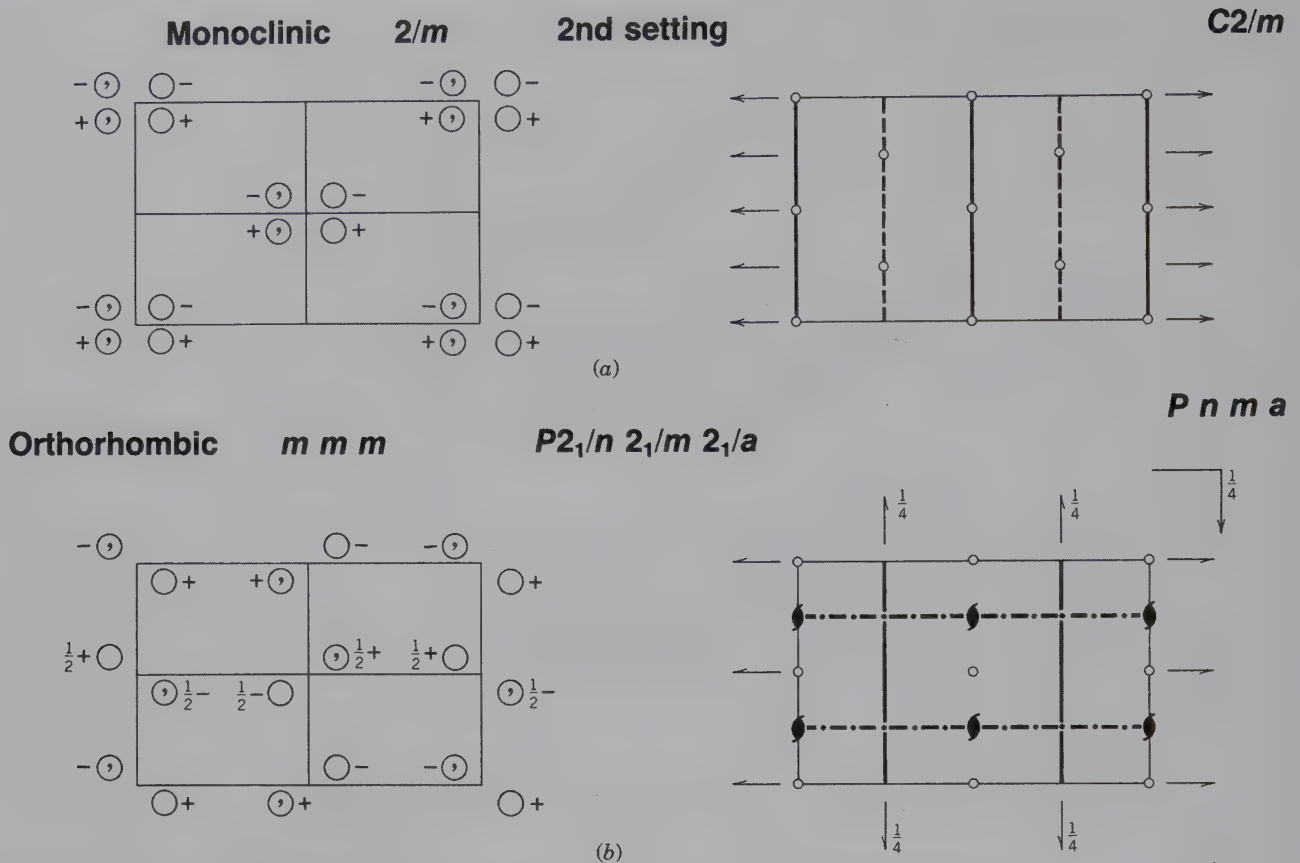 Monoclinic 2/m 2nd setting C2/m
-, - -, -
+, + +, +
-, -
+, +
-, - -, -
+, + +, +
(a)
P n m a
Orthorhombic m m m P2₁/n 2₁/m 2₁/a
1/4 1/4 1/4
-, - -,
+ +, +
1/2+ , 1/2+ 1/2+
, 1/2- 1/2- , 1/2-
-, - -,
+ ,+ +
1/4 1/4
(b)